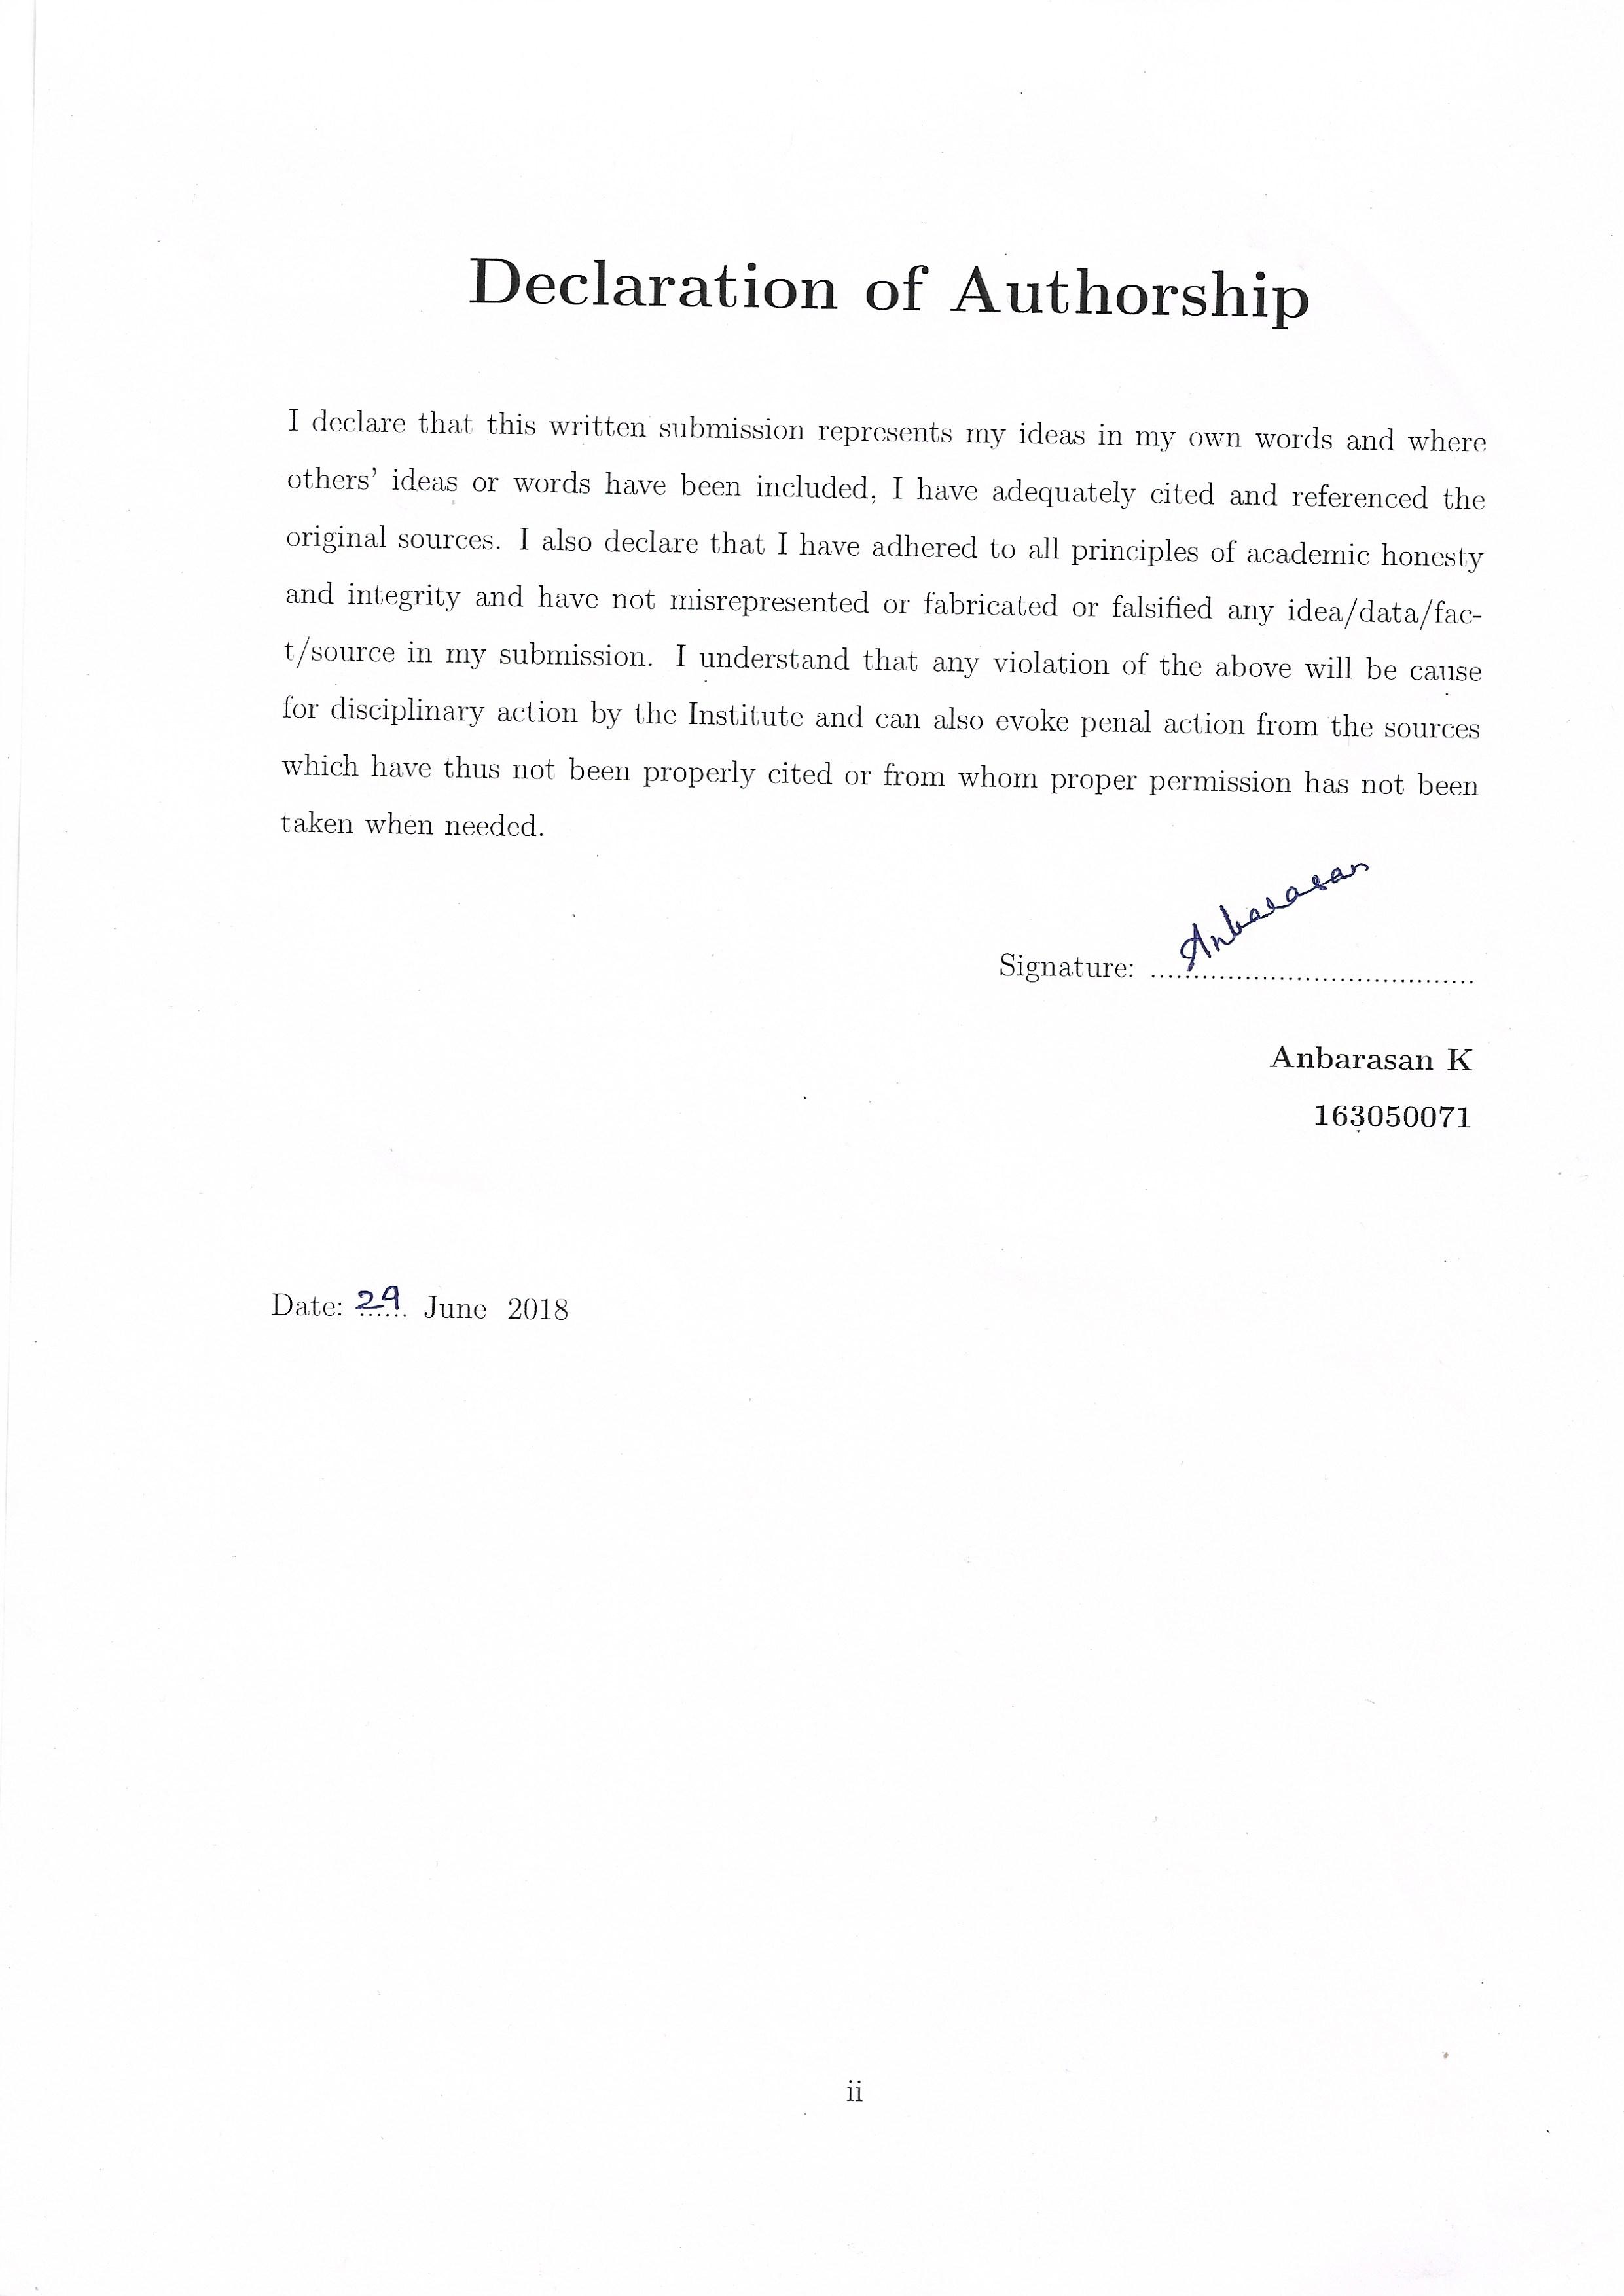 Declaration of Authorship
I declare that this written submission represents my ideas in my own words and where
others' ideas or words have been included, I have adequately cited and referenced the
original sources. I also declare that I have adhered to all principles of academic honesty
and integrity and have not misrepresented or fabricated or falsified any idea/data/fac-
t/source in my submission. I understand that any violation of the above will be cause
for disciplinary action by the Institute and can also evoke penal action from the sources
which have thus not been properly cited or from whom proper permission has not been
taken when needed.
Signature: Anbarasan
Anbarasan K
163050071
Date: 29 June 2018
ii